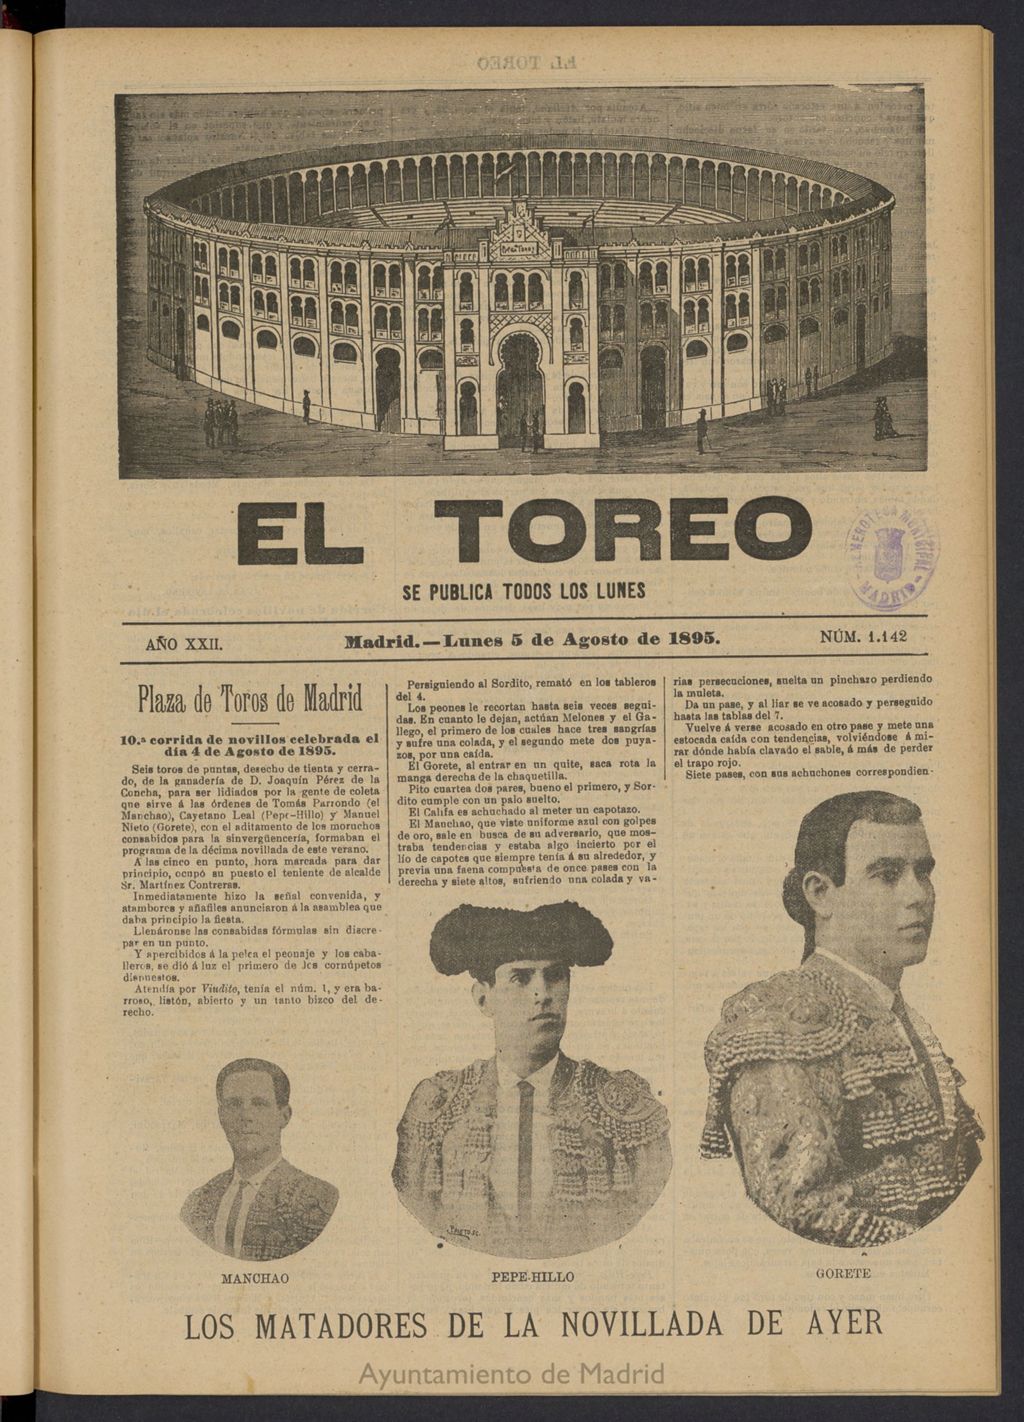 EL TOREO
SE PUBLICA TODOS LOS LUNES
HEMEROTECA MUNICIPAL
MADRID
AÑO XXII.
Madrid.—Lunes 5 de Agosto de 1895.
NÚM. 1.142
Plaza de Toros de Madrid
10.ª corrida de novillos celebrada el
día 4 de Agosto de 1895.
Seis toros de puntas, desecho de tienta y cerra-
do, de la ganadería de D. Joaquín Pérez de la
Concha, para ser lidiados por la gente de coleta
que sirve á las órdenes de Tomás Parrondo (el
Manchao), Cayetano Leal (Pepe-Hillo) y Manuel
Nieto (Gorete), con el aditamento de los moruchos
consabidos para la sinvergüencería, formaban el
programa de la décima novillada de este verano.
A las cinco en punto, hora marcada para dar
principio, ocupó su puesto el teniente de alcalde
Sr. Martínez Contreras.
Inmediatamente hizo la señal convenida, y
atambores y añafiles anunciaron á la asamblea que
daba principio la fiesta.
Llenáronse las consabidas fórmulas sin discre-
par en un punto.
Y apercibidos á la pelea el peonaje y los caba-
lleros, se dió á luz el primero de los cornúpetos
dispuestos.
Atendía por Viudito, tenía el núm. 1, y era ba-
rroso, listón, abierto y un tanto bizco del de-
recho.
Persiguiendo al Sordito, remató en los tableros
del 4.
Los peones le recortan hasta seis veces segui-
das. En cuanto le dejan, actúan Melones y el Ga-
llego, el primero de los cuales hace tres sangrías
y sufre una colada, y el segundo mete dos puya-
zos, por una caída.
El Gorete, al entrar en un quite, saca rota la
manga derecha de la chaquetilla.
Pito cuartea dos pares, bueno el primero, y Sor-
dito cumple con un palo suelto.
El Califa es achuchado al meter un capotazo.
El Manchao, que viste uniforme azul con golpes
de oro, sale en busca de su adversario, que mos-
traba tendencias y estaba algo incierto por el
lío de capotes que siempre tenía á su alrededor, y
previa una faena compuesta de once pases con la
derecha y siete altos, sufriendo una colada y va-
rias persecuciones, suelta un pinchazo perdiendo
la muleta.
Da un pase, y al liar se ve acosado y perseguido
hasta las tablas del 7.
Vuelve á verse acosado en otro pase y mete una
estocada caída con tendencias, volviéndose á mi-
rar dónde había clavado el sable, á más de perder
el trapo rojo.
Siete pases, con sus achuchones correspondien-
MANCHAO
PEPE-HILLO
GORETE
LOS MATADORES DE LA NOVILLADA DE AYER
Ayuntamiento de Madrid